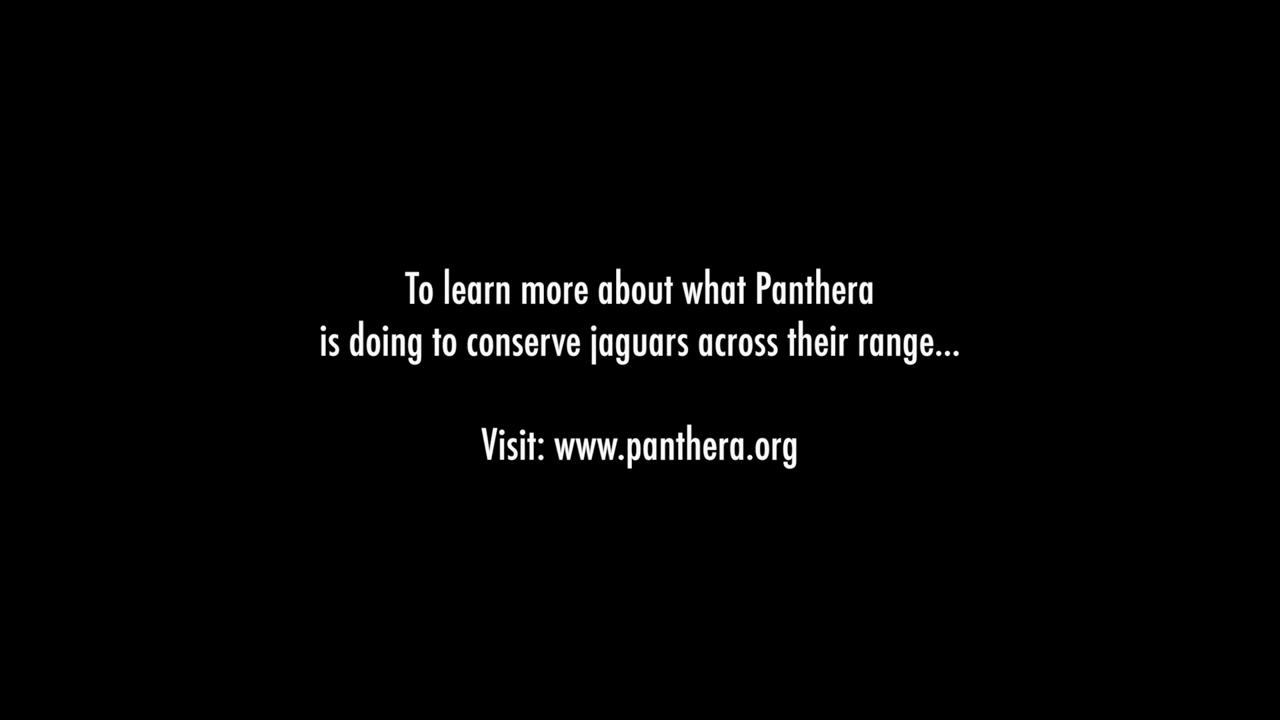 To learn more about what Panthera
is doing to conserve jaguars across their range...
Visit: www.panthera.org